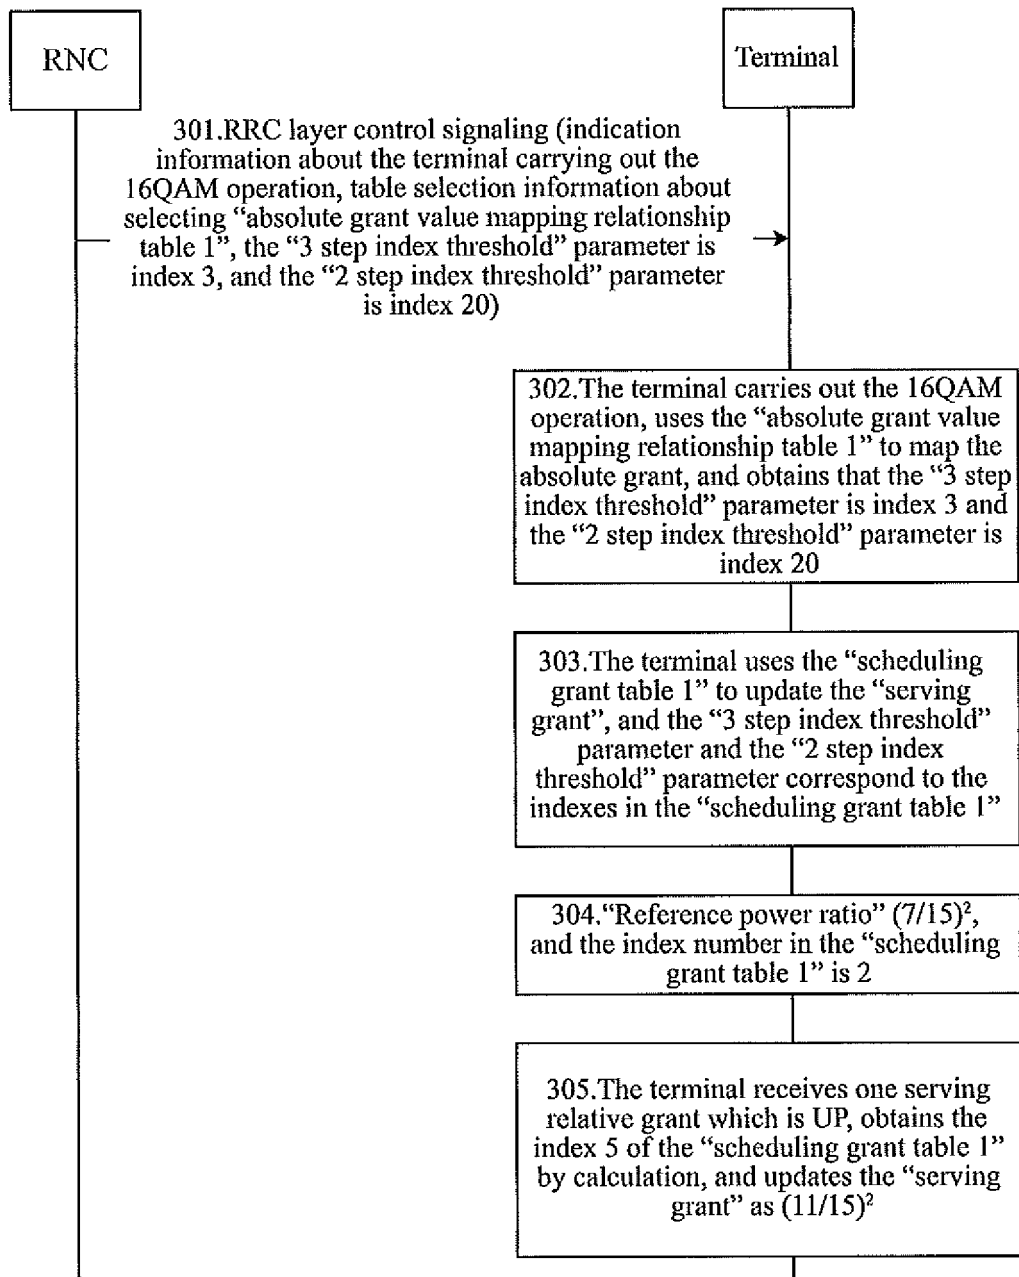 RNC
Terminal
301.RRC layer control signaling (indication
information about the terminal carrying out the
16QAM operation, table selection information about
selecting “absolute grant value mapping relationship
table 1”, the “3 step index threshold” parameter is
index 3, and the “2 step index threshold” parameter
is index 20)
302.The terminal carries out the 16QAM
operation, uses the “absolute grant value
mapping relationship table 1” to map the
absolute grant, and obtains that the “3 step
index threshold” parameter is index 3 and
the “2 step index threshold” parameter is
index 20
303.The terminal uses the “scheduling
grant table 1” to update the “serving
grant”, and the “3 step index threshold”
parameter and the “2 step index
threshold” parameter correspond to the
indexes in the “scheduling grant table 1”
304.“Reference power ratio” (7/15)²,
and the index number in the “scheduling
grant table 1” is 2
305.The terminal receives one serving
relative grant which is UP, obtains the
index 5 of the “scheduling grant table 1”
by calculation, and updates the “serving
grant” as (11/15)²